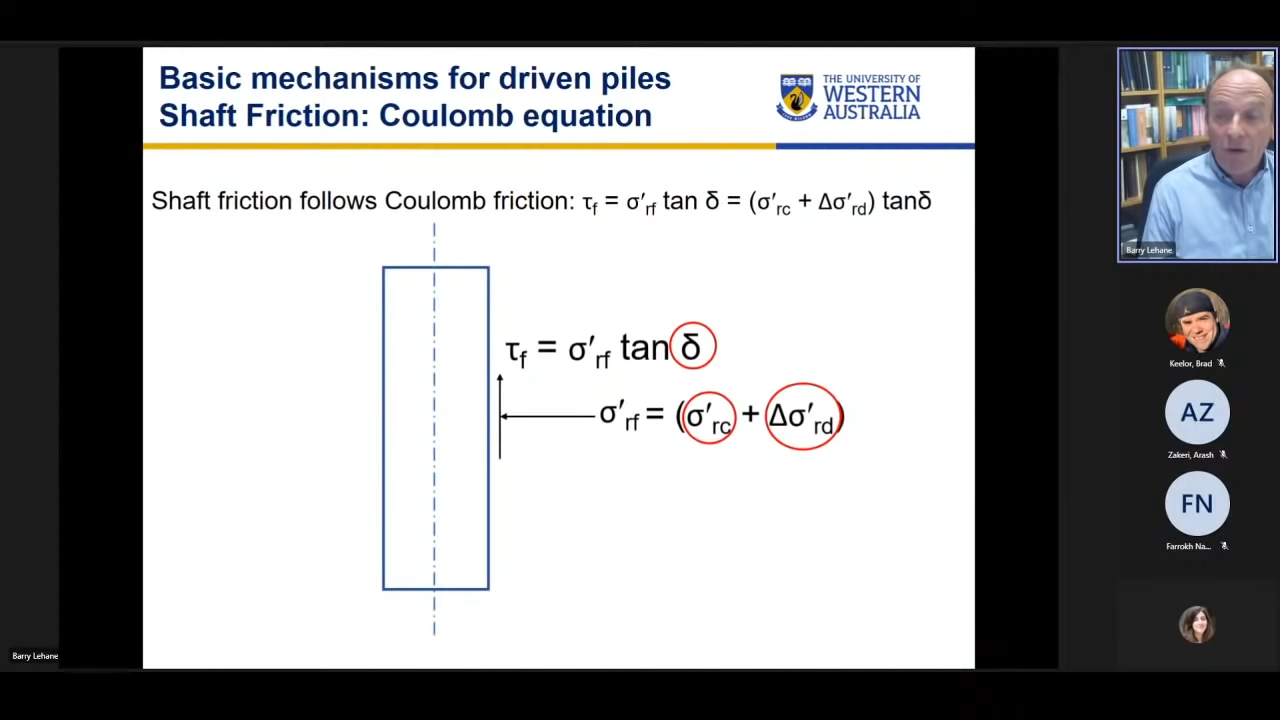 Basic mechanisms for driven piles
Shaft Friction: Coulomb equation
THE UNIVERSITY OF
WESTERN
AUSTRALIA
Shaft friction follows Coulomb friction: τf = σ′rf tan δ = (σ′rc + Δσ′rd) tanδ
τf = σ′rf tan δ
σ′rf = (σ′rc + Δσ′rd)
Barry Lehane
Keelor, Brad
AZ
Zakeri, Arash
FN
Farrokh Na...
Barry Lehane